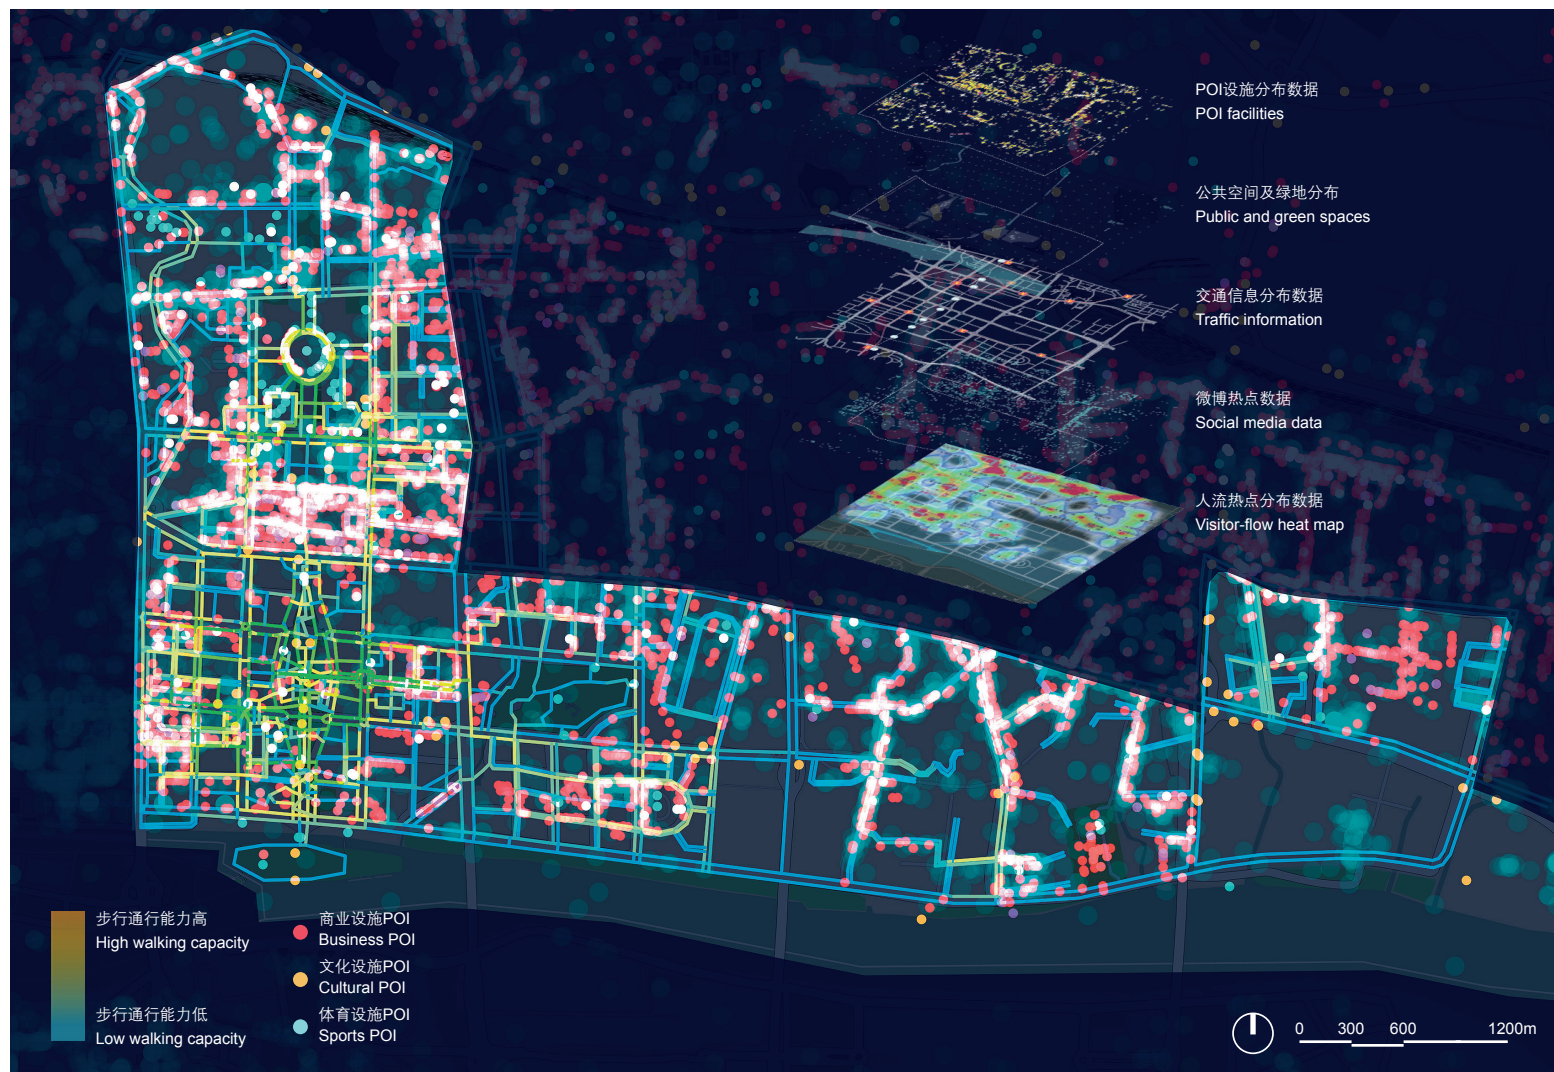 POI设施分布数据
POI facilities
公共空间及绿地分布
Public and green spaces
交通信息分布数据
Traffic information
微博热点数据
Social media data
人流热点分布数据
Visitor-flow heat map
步行通行能力高
High walking capacity
步行通行能力低
Low walking capacity
商业设施POI
Business POI
文化设施POI
Cultural POI
体育设施POI
Sports POI
0 300 600 1200m